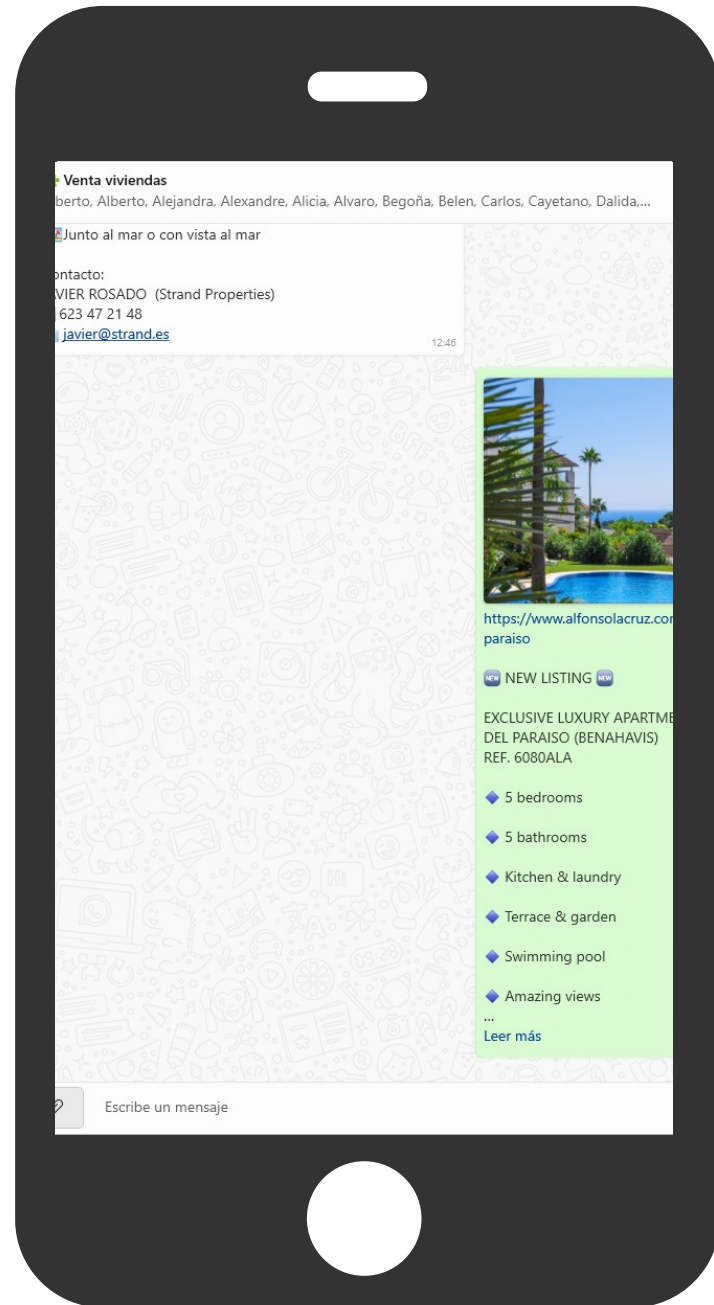 Venta viviendas
berto, Alberto, Alejandra, Alexandre, Alicia, Alvaro, Begoña, Belen, Carlos, Cayetano, Dalida,...
Junto al mar o con vista al mar
ontacto:
VIER ROSADO (Strand Properties)
623 47 21 48
javier@strand.es
12:46
https://www.alfonsolacruz.cor
paraiso
NEW NEW LISTING NEW
EXCLUSIVE LUXURY APARTME
DEL PARAISO (BENAHAVIS)
REF. 6080ALA
5 bedrooms
5 bathrooms
Kitchen & laundry
Terrace & garden
Swimming pool
Amazing views
...
Leer más
Escribe un mensaje